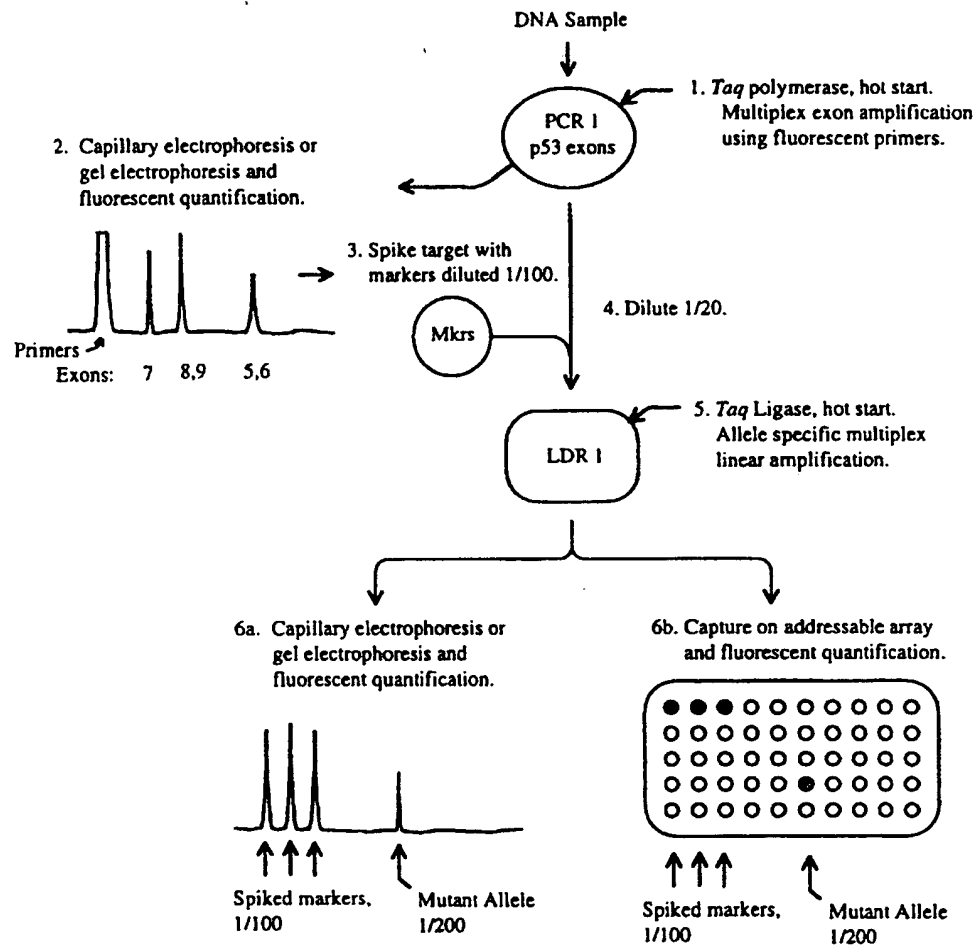 DNA Sample
1. Taq polymerase, hot start.
Multiplex exon amplification
using fluorescent primers.
PCR 1
p53 exons
2. Capillary electrophoresis or
gel electrophoresis and
fluorescent quantification.
3. Spike target with
markers diluted 1/100.
4. Dilute 1/20.
Mkrs
Primers
Exons: 7 8,9 5,6
5. Taq Ligase, hot start.
Allele specific multiplex
linear amplification.
LDR 1
6a. Capillary electrophoresis or
gel electrophoresis and
fluorescent quantification.
6b. Capture on addressable array
and fluorescent quantification.
Spiked markers,
1/100
Mutant Allele
1/200
Spiked markers,
1/100
Mutant Allele
1/200